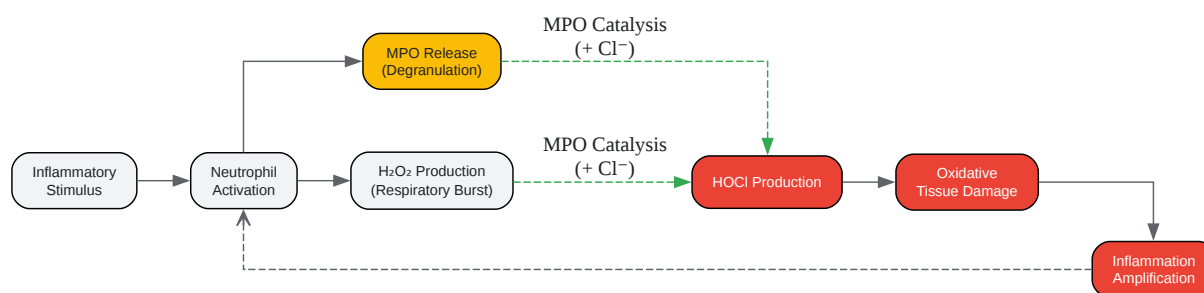 MPO Catalysis
(+ Cl⁻)
MPO Release
(Degranulation)
MPO Catalysis
(+ Cl⁻)
Inflammatory
Stimulus
Neutrophil
Activation
H₂O₂ Production
(Respiratory Burst)
HOCl Production
Oxidative
Tissue Damage
Inflammation
Amplification